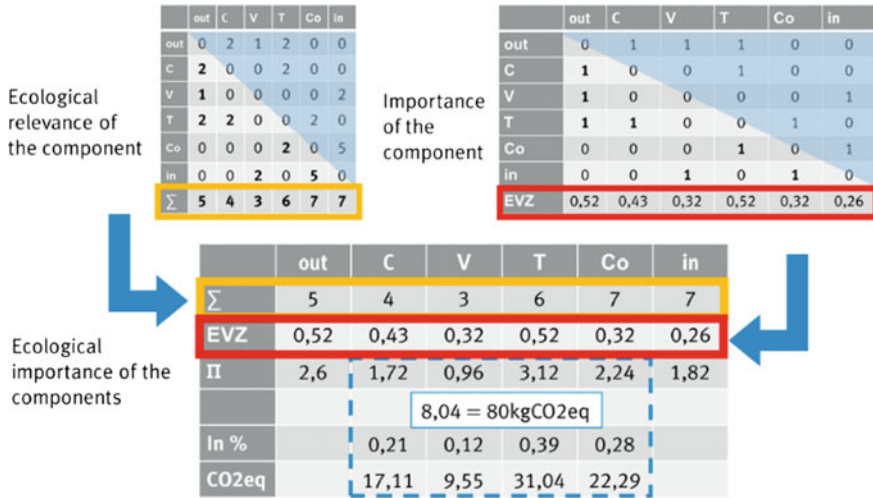 out C V T Co in
out 0 2 1 2 0 0
C 2 0 0 2 0 0
V 1 0 0 0 0 2
T 2 2 0 0 2 0
Co 0 0 0 2 0 5
in 0 0 2 0 5 0
∑ 5 4 3 6 7 7
Ecological
relevance of
the component
out C V T Co in
out 0 1 1 1 0 0
C 1 0 0 1 0 0
V 1 0 0 0 0 1
T 1 1 0 0 1 0
Co 0 0 0 1 0 1
in 0 0 1 0 1 0
EVZ 0,52 0,43 0,32 0,52 0,32 0,26
Importance
of the
component
out C V T Co in
∑ 5 4 3 6 7 7
EVZ 0,52 0,43 0,32 0,52 0,32 0,26
Π 2,6 1,72 0,96 3,12 2,24 1,82
8,04 = 80kgCO2eq
In % 0,21 0,12 0,39 0,28
CO2eq 17,11 9,55 31,04 22,29
Ecological
importance of the
components